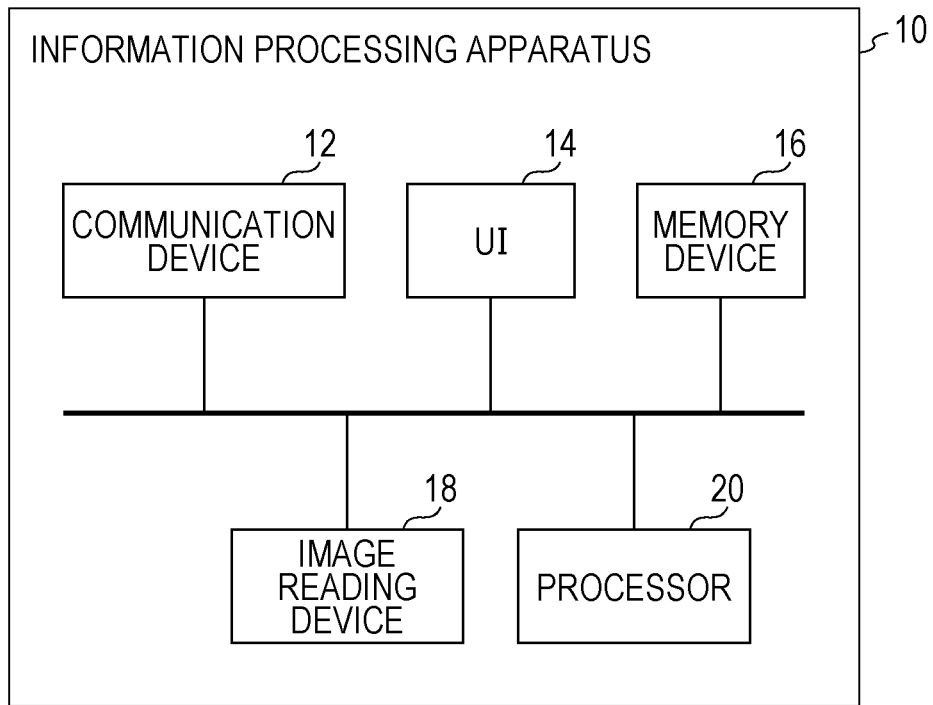 INFORMATION PROCESSING APPARATUS
10
12
14
16
COMMUNICATION
DEVICE
UI
MEMORY
DEVICE
18
20
IMAGE
READING
DEVICE
PROCESSOR